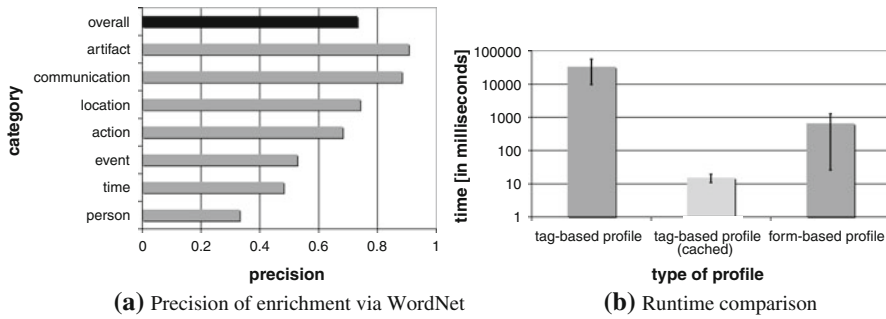 category
overall
artifact
communication
location
action
event
time
person
0 0.2 0.4 0.6 0.8 1
precision
(a) Precision of enrichment via WordNet
time [in milliseconds]
100000
10000
1000
100
10
1
tag-based profile
tag-based profile
(cached)
form-based profile
type of profile
(b) Runtime comparison